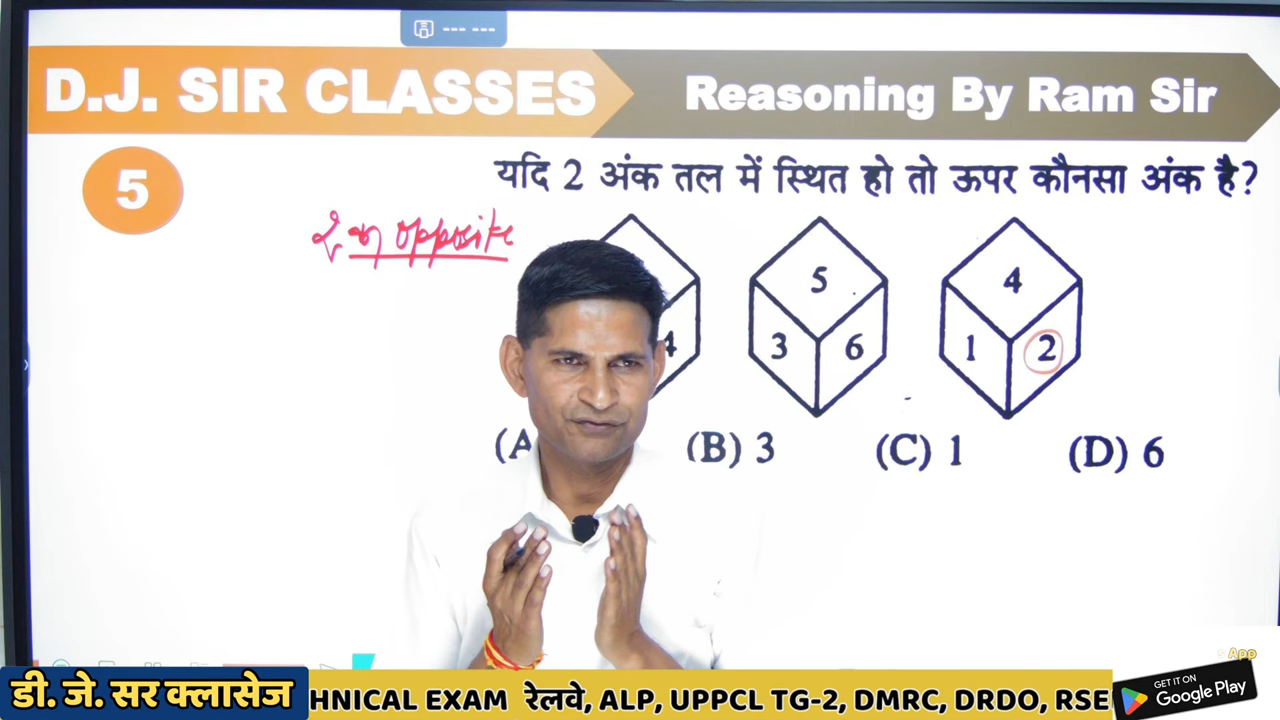 D.J. SIR CLASSES
Reasoning By Ram Sir
5
यदि 2 अंक तल में स्थित हो तो ऊपर कौनसा अंक है?
2 का opposite
4
5
3 6
4
1 2
(A (B) 3 (C) 1 (D) 6
App
डी. जे. सर क्लासेज
HNICAL EXAM रेलवे, ALP, UPPCL TG-2, DMRC, DRDO, RSE
GET IT ON
Google Play